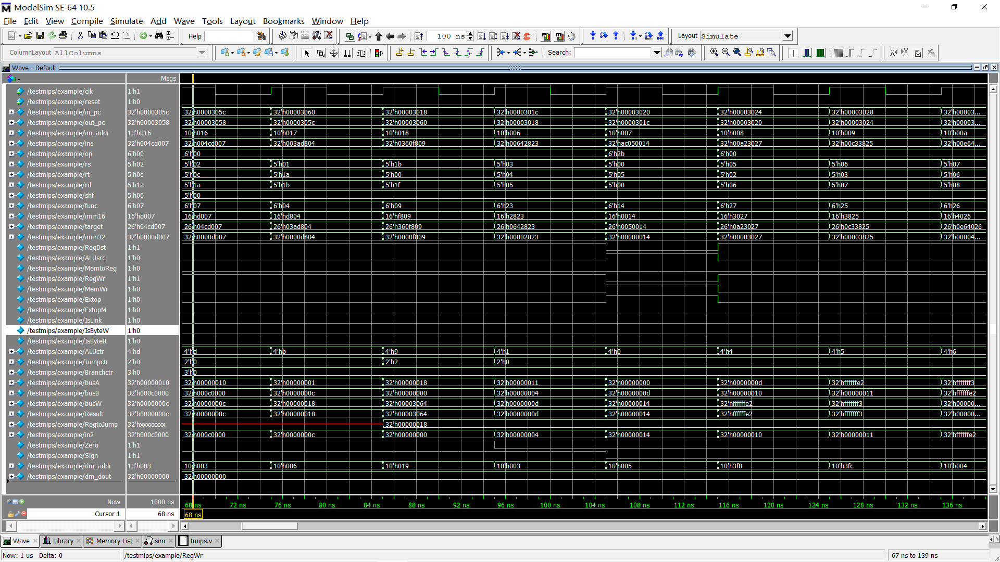 ModelSim SE-64 10.5
File Edit View Compile Simulate Add Wave Tools Layout Bookmarks Window Help
Help 100 ns Layout Simulate
ColumnLayout AllColumns Search:
Wave - Default
Msgs
/testmips/example/clk 1'h1
/testmips/example/reset 1'h0
/testmips/example/in_pc 32'h0000305c 32'h0000305c 32'h00003060 32'h00003018 32'h0000301c 32'h00003020 32'h00003024 32'h00003028 32'h00003...
/testmips/example/out_pc 32'h00003058 32'h00003058 32'h0000305c 32'h00003060 32'h00003018 32'h0000301c 32'h00003020 32'h00003024 32'h00003...
/testmips/example/im_addr 10'h016 10'h016 10'h017 10'h018 10'h006 10'h007 10'h008 10'h009 10'h00a
/testmips/example/ins 32'h004cd007 32'h004cd007 32'h003ad804 32'h0360f809 32'h00642823 32'hac050014 32'h00a23027 32'h00c33825 32'h00e64...
/testmips/example/op 6'h00 6'h00 6'h2b 6'h00
/testmips/example/rs 5'h02 5'h02 5'h01 5'h1b 5'h03 5'h00 5'h05 5'h06 5'h07
/testmips/example/rt 5'h0c 5'h0c 5'h1a 5'h00 5'h04 5'h05 5'h02 5'h03 5'h06
/testmips/example/rd 5'h1a 5'h1a 5'h1b 5'h1f 5'h05 5'h00 5'h06 5'h07 5'h08
/testmips/example/shf 5'h00 5'h00
/testmips/example/func 6'h07 6'h07 6'h04 6'h09 6'h23 6'h14 6'h27 6'h25 6'h26
/testmips/example/imm16 16'hd007 16'hd007 16'hd804 16'hf809 16'h2823 16'h0014 16'h3027 16'h3825 16'h4026
/testmips/example/target 26'h04cd007 26'h04cd007 26'h03ad804 26'h360f809 26'h0642823 26'h0050014 26'h0a23027 26'h0c33825 26'h0e64026
/testmips/example/imm32 32'h0000d007 32'h0000d007 32'h0000d804 32'h0000f809 32'h00002823 32'h00000014 32'h00003027 32'h00003825 32'h00004...
/testmips/example/RegDst 1'h1
/testmips/example/ALUsrc 1'h0
/testmips/example/MemtoReg 1'h0
/testmips/example/RegWr 1'h1
/testmips/example/MemWr 1'h0
/testmips/example/Extop 1'h0
/testmips/example/ExtopM 1'h0
/testmips/example/IsLink 1'h0
/testmips/example/IsByteW 1'h0
/testmips/example/IsByteB 1'h0
/testmips/example/ALUctr 4'hd 4'hd 4'hb 4'h9 4'h1 4'h0 4'h4 4'h5 4'h6
/testmips/example/Jumpctr 2'h0 2'h0 2'h2 2'h0
/testmips/example/Branchctr 3'h0 3'h0
/testmips/example/busA 32'h00000010 32'h00000010 32'h00000001 32'h00000018 32'h00000011 32'h00000000 32'h0000000d 32'hffffffe2 32'hfffffff3
/testmips/example/busB 32'h000c0000 32'h000c0000 32'h0000000c 32'h00000000 32'h00000004 32'h0000000d 32'h00000010 32'h00000011 32'hffffffe2
/testmips/example/busW 32'h0000000c 32'h0000000c 32'h00000018 32'h00003064 32'h0000000d 32'h00000014 32'hffffffe2 32'hfffffff3 32'h00000...
/testmips/example/Result 32'h0000000c 32'h0000000c 32'h00000018 32'h00003064 32'h0000000d 32'h00000014 32'hffffffe2 32'hfffffff3 32'h00000...
/testmips/example/RegtoJump 32'hxxxxxxxx 32'h00000018
/testmips/example/in2 32'h000c0000 32'h000c0000 32'h0000000c 32'h00000000 32'h00000004 32'h00000014 32'h00000010 32'h00000011 32'hffffffe2
/testmips/example/Zero 1'h1
/testmips/example/Sign 1'h1
/testmips/example/dm_addr 10'h003 10'h003 10'h006 10'h019 10'h003 10'h005 10'h3f8 10'h3fc 10'h004
/testmips/example/dm_dout 32'h00000000 32'h00000000
Now 1000 ns 68 ns 72 ns 76 ns 80 ns 84 ns 88 ns 92 ns 96 ns 100 ns 104 ns 108 ns 112 ns 116 ns 120 ns 124 ns 128 ns 132 ns 136 ns
Cursor 1 68 ns 68 ns
Wave Library Memory List sim tmips.v
Now: 1 us Delta: 0 /testmips/example/RegWr 67 ns to 139 ns